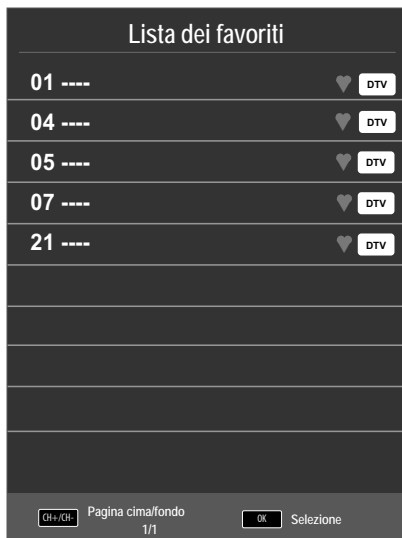 Lista dei favoriti
01 ---- DTV
04 ---- DTV
05 ---- DTV
07 ---- DTV
21 ---- DTV
CH+/CH- Pagina cima/fondo OK Selezione
1/1